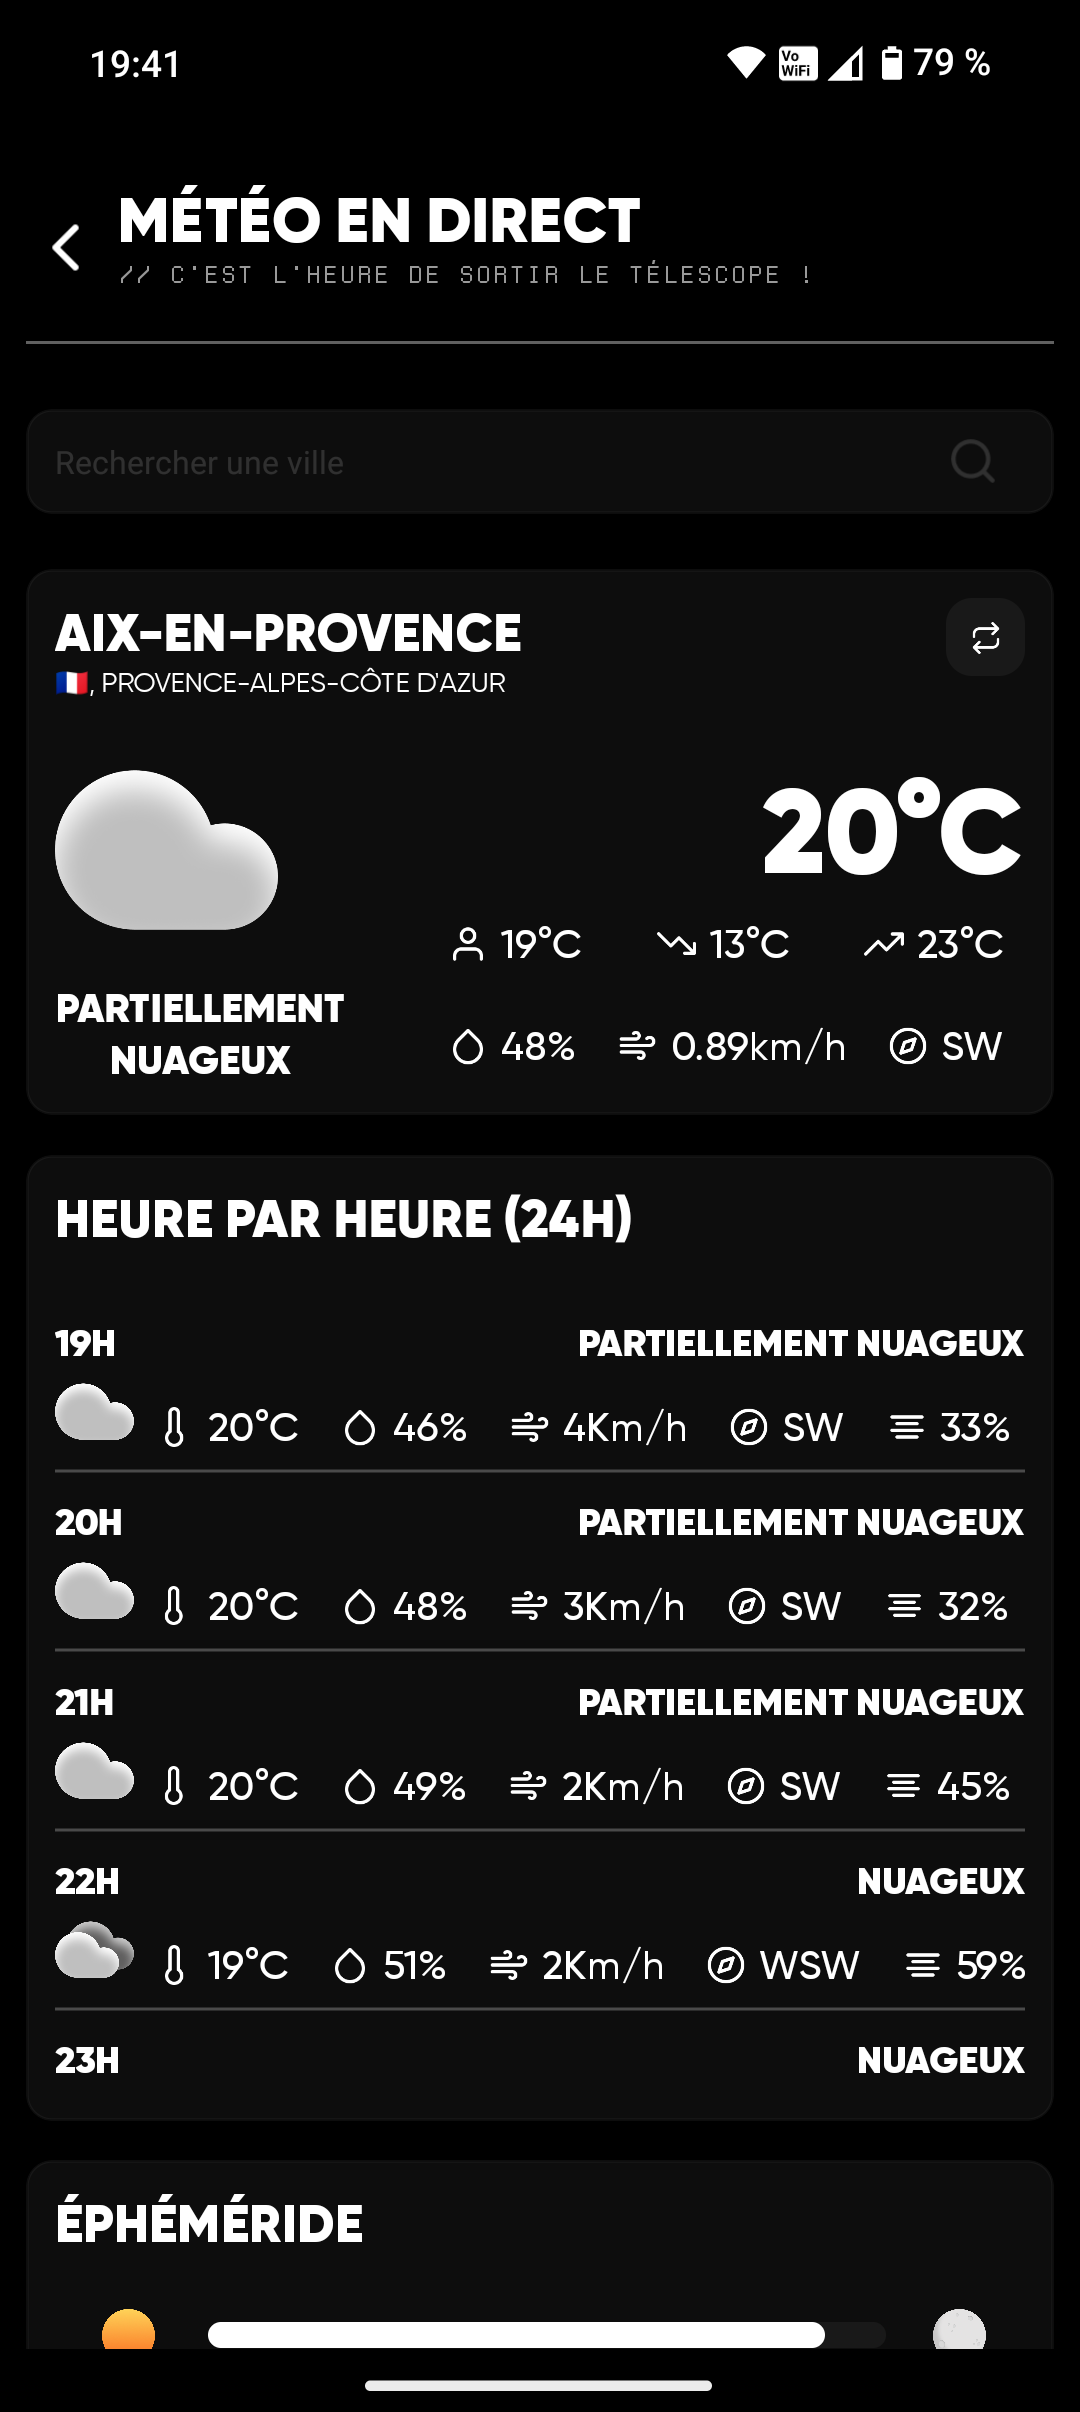 19:41 Vo WiFi 79 %
MÉTÉO EN DIRECT
// C'EST L'HEURE DE SORTIR LE TÉLESCOPE !
Rechercher une ville
AIX-EN-PROVENCE
🇫🇷, PROVENCE-ALPES-CÔTE D'AZUR
20°C
19°C 13°C 23°C
PARTIELLEMENT
NUAGEUX
48% 0.89km/h SW
HEURE PAR HEURE (24H)
19H PARTIELLEMENT NUAGEUX
20°C 46% 4Km/h SW 33%
20H PARTIELLEMENT NUAGEUX
20°C 48% 3Km/h SW 32%
21H PARTIELLEMENT NUAGEUX
20°C 49% 2Km/h SW 45%
22H NUAGEUX
19°C 51% 2Km/h WSW 59%
23H NUAGEUX
ÉPHÉMÉRIDE